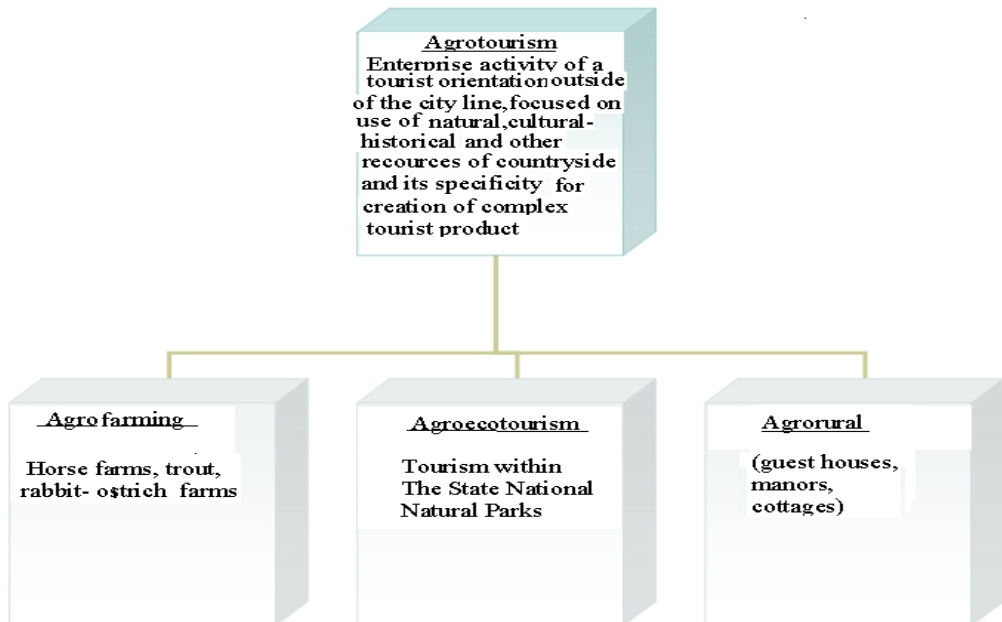 Agrotourism
Enterprise activity of a
tourist orientation outside
of the city line, focused on
use of natural, cultural-
historical and other
recources of countryside
and its specificity for
creation of complex
tourist product
Agrofarming
Horse farms, trout,
rabbit- ostrich farms
Agroecotourism
Tourism within
The State National
Natural Parks
Agrorural
(guest houses,
manors,
cottages)